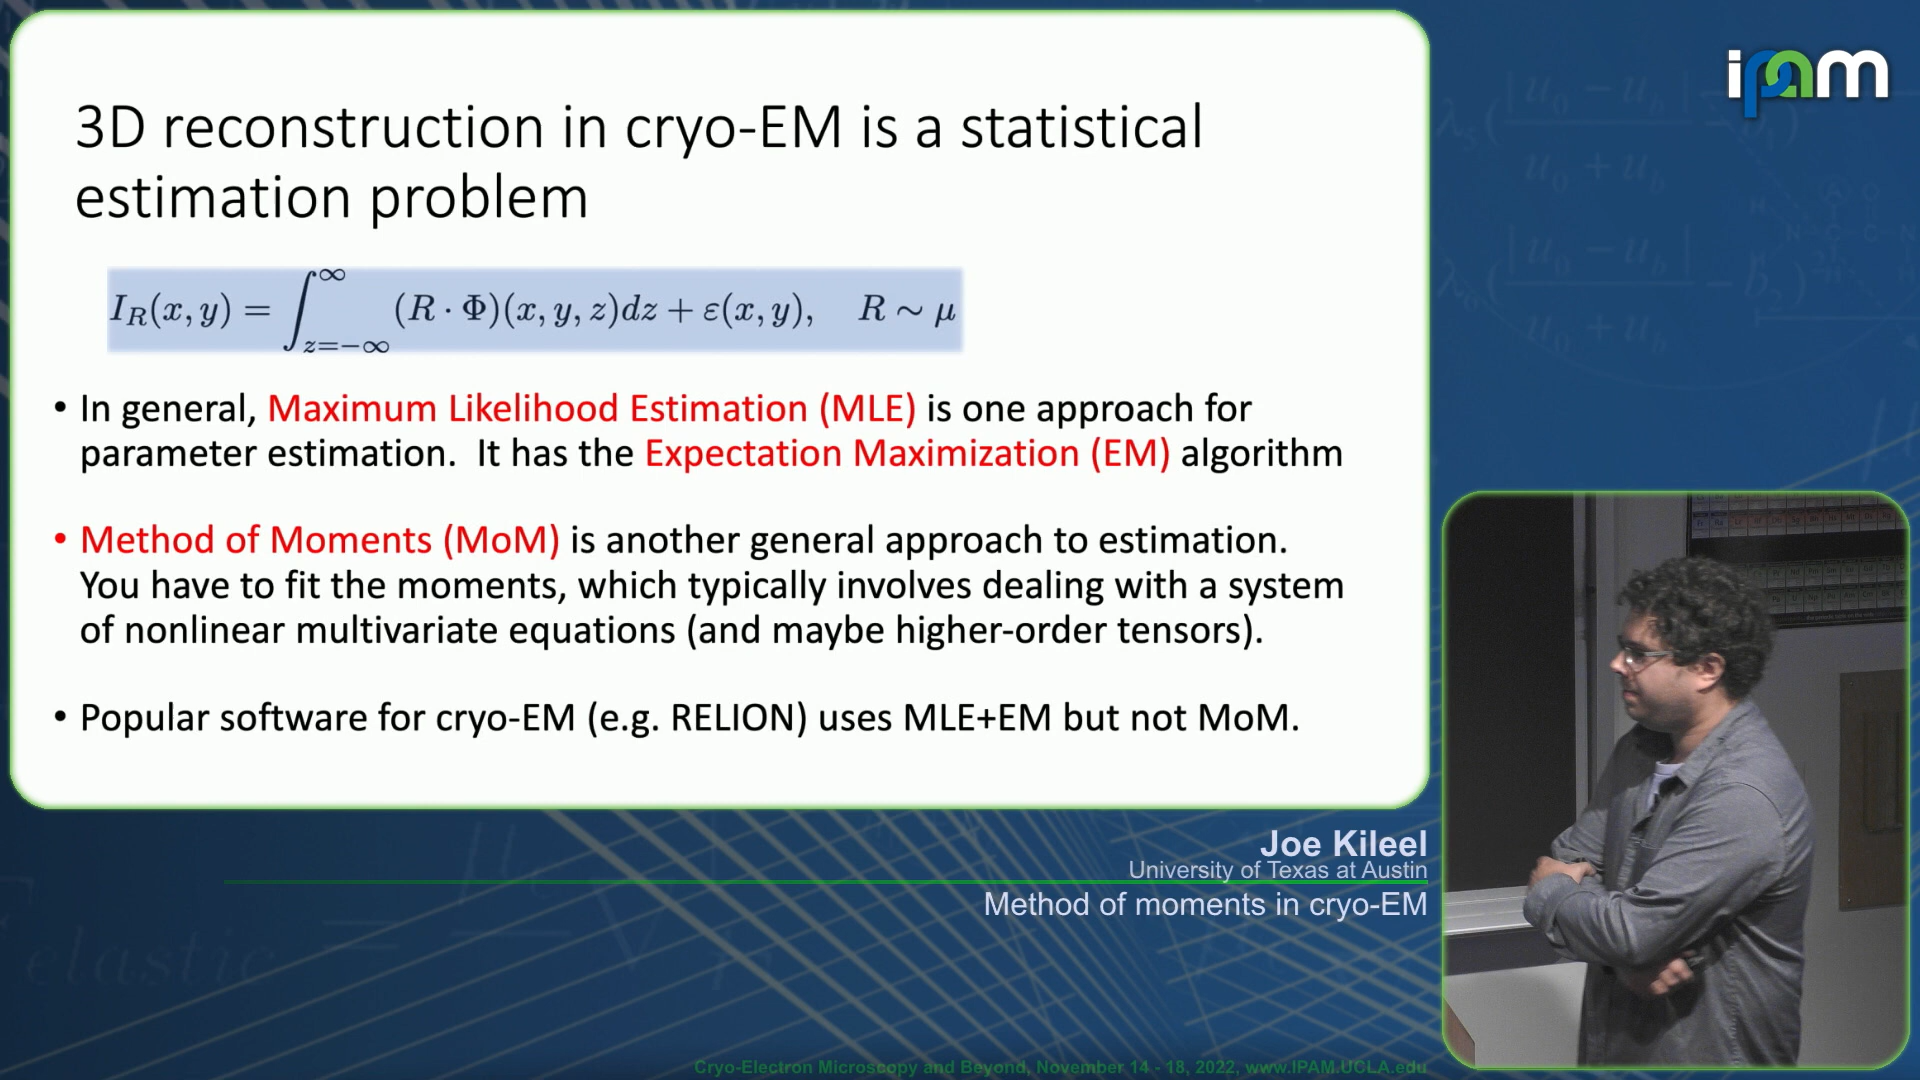 3D reconstruction in cryo-EM is a statistical
estimation problem
I_R(x, y) = ∫_{z=-∞}^{∞} (R · Φ)(x, y, z)dz + ε(x, y),   R ∼ μ
• In general, Maximum Likelihood Estimation (MLE) is one approach for
parameter estimation.  It has the Expectation Maximization (EM) algorithm
• Method of Moments (MoM) is another general approach to estimation.
You have to fit the moments, which typically involves dealing with a system
of nonlinear multivariate equations (and maybe higher-order tensors).
• Popular software for cryo-EM (e.g. RELION) uses MLE+EM but not MoM.
ipam
Joe Kileel
University of Texas at Austin
Method of moments in cryo-EM
Cryo-Electron Microscopy and Beyond, November 14 - 18, 2022, www.IPAM.UCLA.edu
elastic